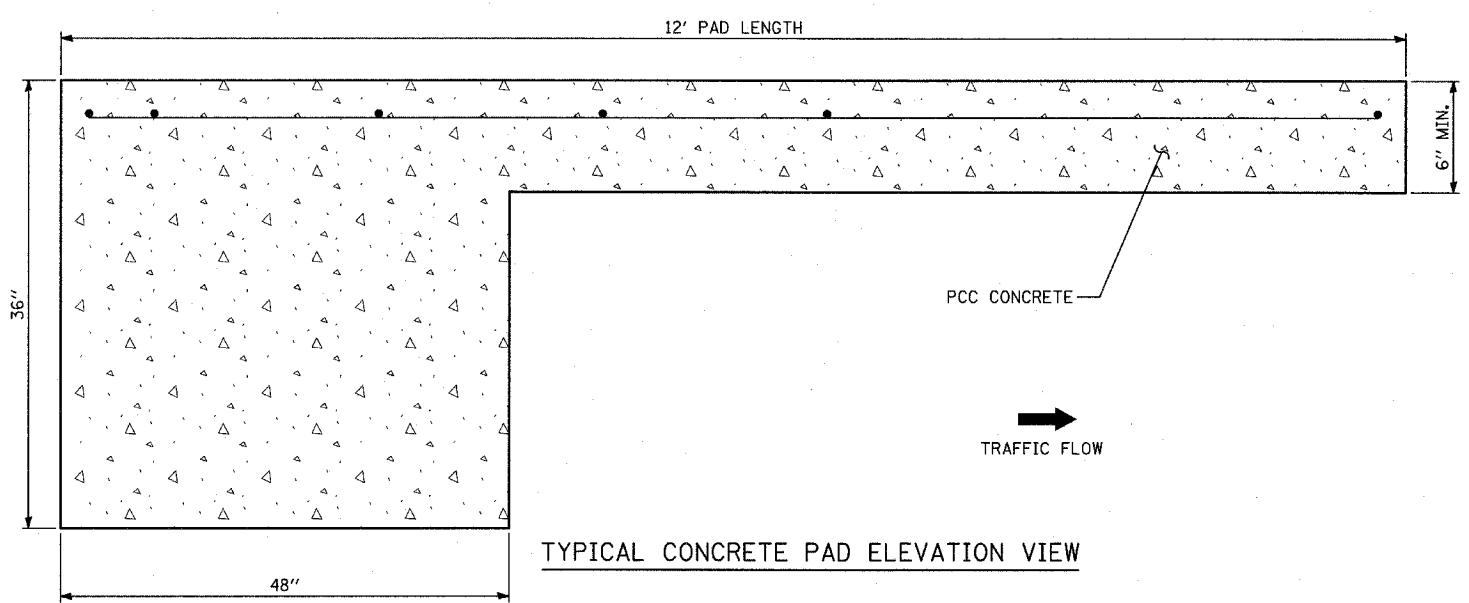 12' PAD LENGTH
6" MIN.
36"
PCC CONCRETE
TRAFFIC FLOW
TYPICAL CONCRETE PAD ELEVATION VIEW
48"